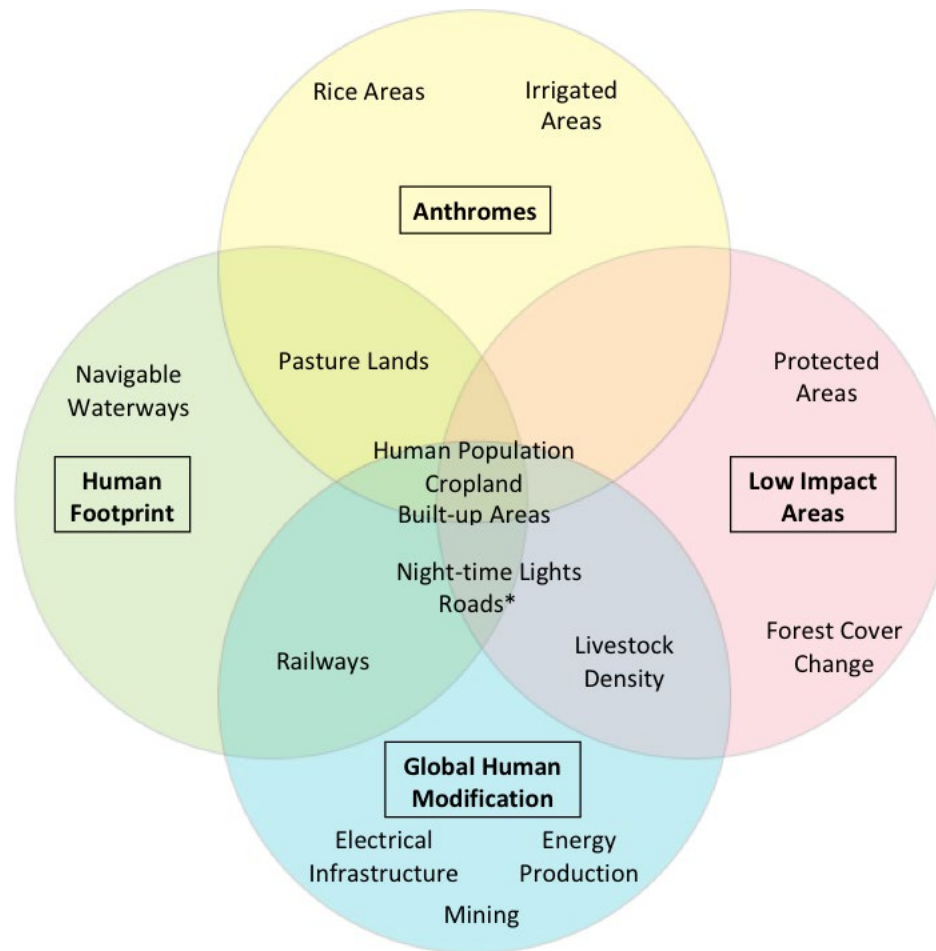 Rice Areas
Irrigated
Areas
Anthromes
Pasture Lands
Navigable
Waterways
Protected
Areas
Human
Footprint
Human Population
Cropland
Built-up Areas
Low Impact
Areas
Night-time Lights
Roads*
Railways
Livestock
Density
Forest Cover
Change
Global Human
Modification
Electrical
Infrastructure
Energy
Production
Mining